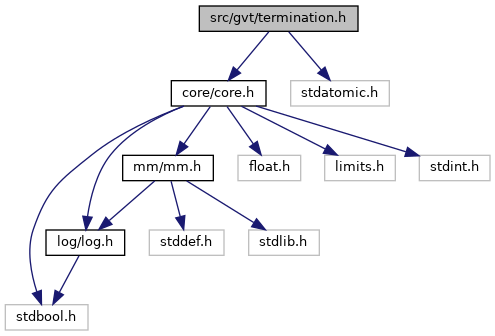 src/gvt/termination.h
core/core.h
stdatomic.h
mm/mm.h
float.h
limits.h
stdint.h
log/log.h
stddef.h
stdlib.h
stdbool.h